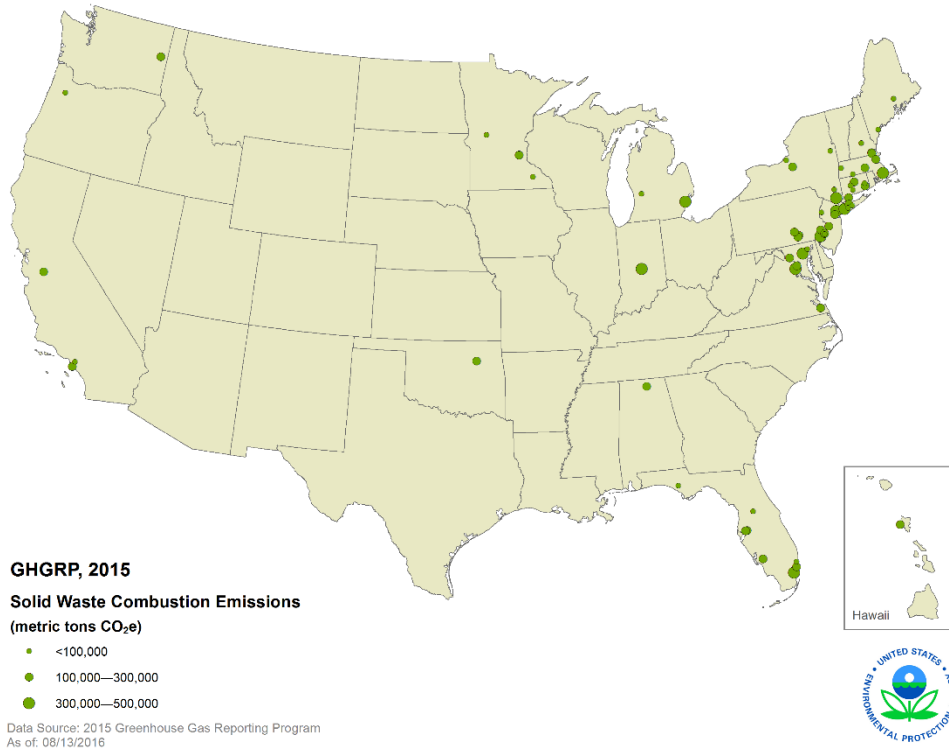 Hawaii
GHGRP, 2015
Solid Waste Combustion Emissions
(metric tons CO₂e)
<100,000
100,000—300,000
300,000—500,000
Data Source: 2015 Greenhouse Gas Reporting Program
As of: 08/13/2016
UNITED STATES
ENVIRONMENTAL PROTECTION